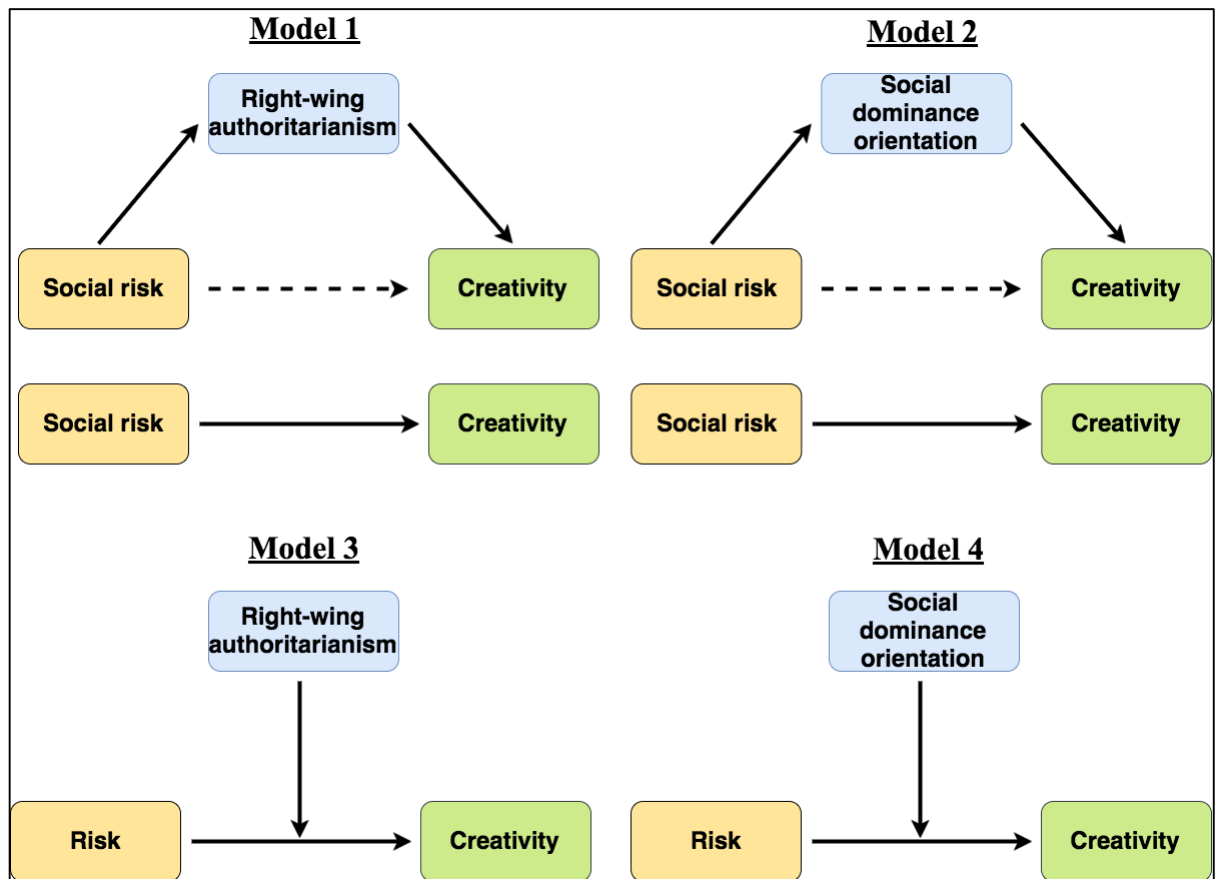 Model 1
Right-wing
authoritarianism
Social risk
Creativity
Social risk
Creativity
Model 2
Social
dominance
orientation
Social risk
Creativity
Social risk
Creativity
Model 3
Right-wing
authoritarianism
Risk
Creativity
Model 4
Social
dominance
orientation
Risk
Creativity